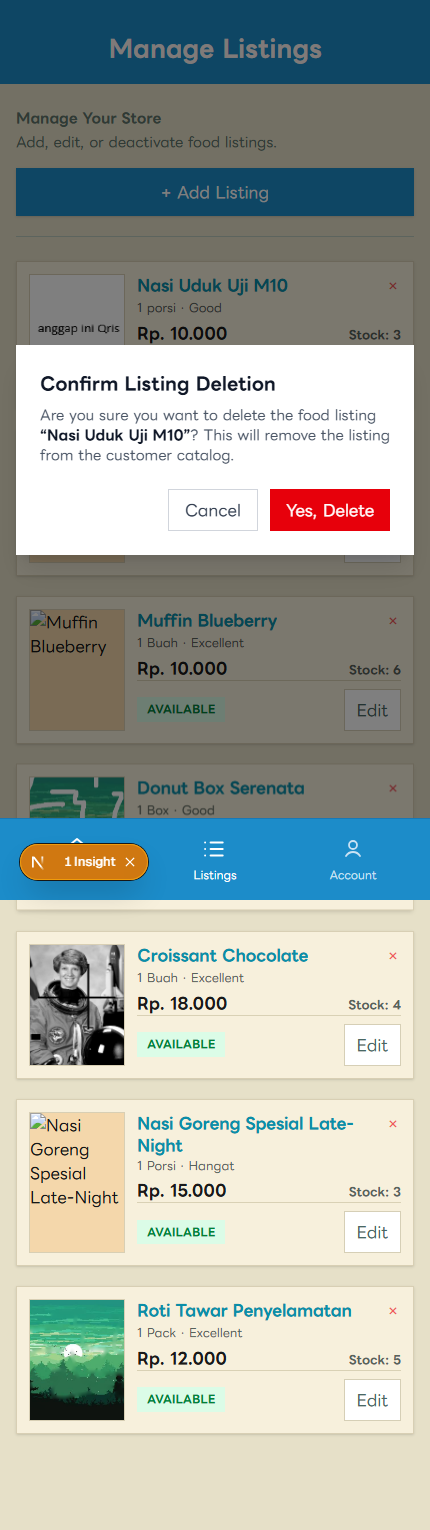 Manage Listings
Manage Your Store
Add, edit, or deactivate food listings.
+ Add Listing
Nasi Uduk Uji M10
×
1 porsi · Good
anggap ini Qris
Rp. 10.000
Stock: 3
Confirm Listing Deletion
Are you sure you want to delete the food listing
“Nasi Uduk Uji M10”? This will remove the listing
from the customer catalog.
Cancel
Yes, Delete
Muffin Blueberry
Muffin Blueberry
×
1 Buah · Excellent
Rp. 10.000
Stock: 6
AVAILABLE
Edit
Donut Box Serenata
×
1 Box · Good
N
1 Insight ×
Listings
Account
Croissant Chocolate
×
1 Buah · Excellent
Rp. 18.000
Stock: 4
AVAILABLE
Edit
Nasi
Goreng
Spesial
Late-Night
Nasi Goreng Spesial Late-
Night
×
1 Porsi · Hangat
Rp. 15.000
Stock: 3
AVAILABLE
Edit
Roti Tawar Penyelamatan
×
1 Pack · Excellent
Rp. 12.000
Stock: 5
AVAILABLE
Edit